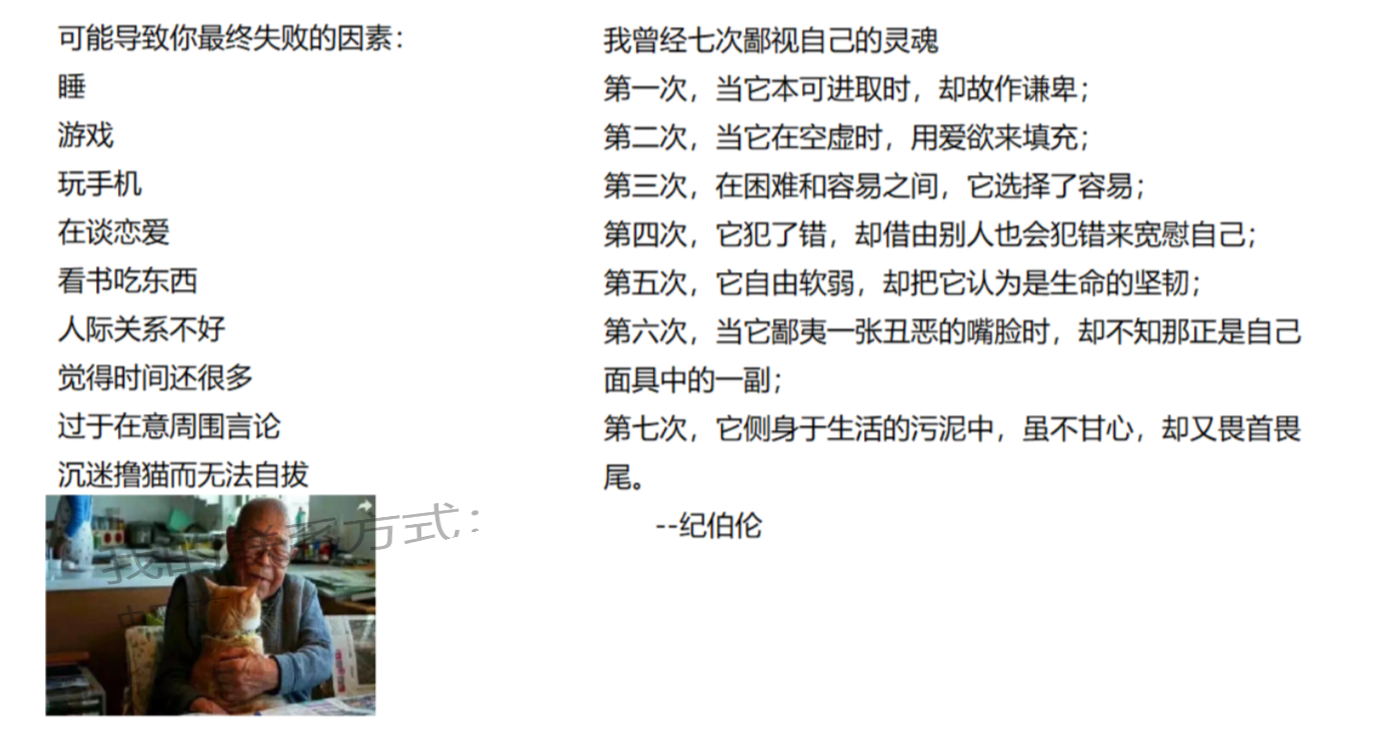 可能导致你最终失败的因素：
睡
游戏
玩手机
在谈恋爱
看书吃东西
人际关系不好
觉得时间还很多
过于在意周围言论
沉迷撸猫而无法自拔
我的 系方式，：
我曾经七次鄙视自己的灵魂
第一次，当它本可进取时，却故作谦卑；
第二次，当它在空虚时，用爱欲来填充；
第三次，在困难和容易之间，它选择了容易；
第四次，它犯了错，却借由别人也会犯错来宽慰自己；
第五次，它自由软弱，却把它认为是生命的坚韧；
第六次，当它鄙夷一张丑恶的嘴脸时，却不知那正是自己
面具中的一副；
第七次，它侧身于生活的污泥中，虽不甘心，却又畏首畏
尾。
--纪伯伦